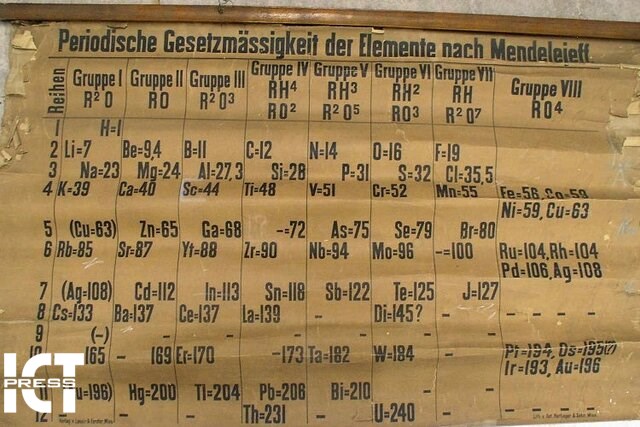 Periodische Gesetzmässigkeit der Elemente nach Mendelejeff
Reihen Gruppe I Gruppe II Gruppe III Gruppe IV Gruppe V Gruppe VI Gruppe VII Gruppe VIII
RH⁴ RH³ RH² RH
R²O RO R²O³ RO² R²O⁵ RO³ R²O⁷ RO⁴
1 H=1
2 Li=7 Be=9,4 B=11 C=12 N=14 O=16 F=19
3 Na=23 Mg=24 Al=27,3 Si=28 P=31 S=32 Cl=35,5
4 K=39 Ca=40 Sc=44 Ti=48 V=51 Cr=52 Mn=55 Fe=56, Co=59
Ni=59, Cu=63
5 (Cu=63) Zn=65 Ga=68 -=72 As=75 Se=79 Br=80
6 Rb=85 Sr=87 Yt=88 Zr=90 Nb=94 Mo=96 -=100 Ru=104, Rh=104
Pd=106, Ag=108
7 (Ag=108) Cd=112 In=113 Sn=118 Sb=122 Te=125 J=127
8 Cs=133 Ba=137 Ce=137 La=139 - Di=145? - - - - -
9 (-) - - - - - -
10 165 - 169 Er=170 -173 Ta=182 W=184 - Pt=194, Os=195(?)
Ir=193, Au=196
Hg=200 Tl=204 Pb=206 Bi=210 - -
12 - - - Th=231 - U=240 - - - - -
ICT
PRESS